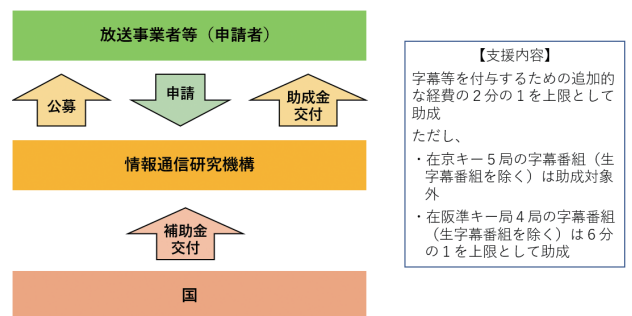 放送事業者等（申請者）
公募
申請
助成金
交付
情報通信研究機構
補助金
交付
国
【支援内容】
字幕等を付与するための追加的
な経費の２分の１を上限として
助成
ただし、
・在京キー５局の字幕番組（生
字幕番組を除く）は助成対象
外
・在阪準キー局４局の字幕番組
（生字幕番組を除く）は６分
の１を上限として助成